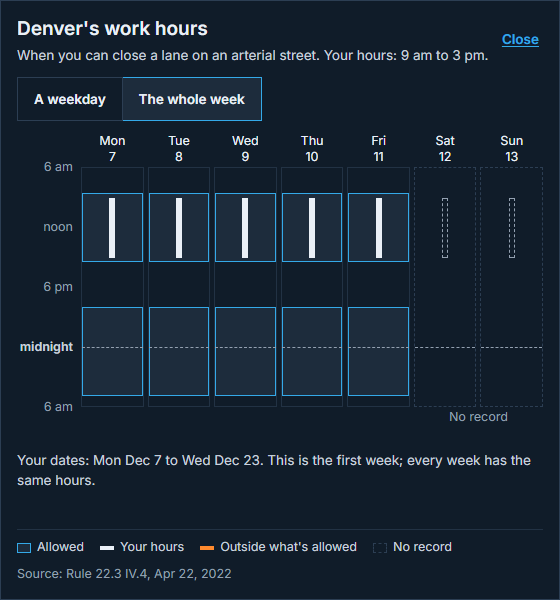 Denver's work hours
Close
When you can close a lane on an arterial street. Your hours: 9 am to 3 pm.
A weekday
The whole week
Mon Tue Wed Thu Fri Sat Sun
7 8 9 10 11 12 13
6 am
noon
6 pm
midnight
6 am
No record
Your dates: Mon Dec 7 to Wed Dec 23. This is the first week; every week has the
same hours.
Allowed Your hours Outside what's allowed No record
Source: Rule 22.3 IV.4, Apr 22, 2022